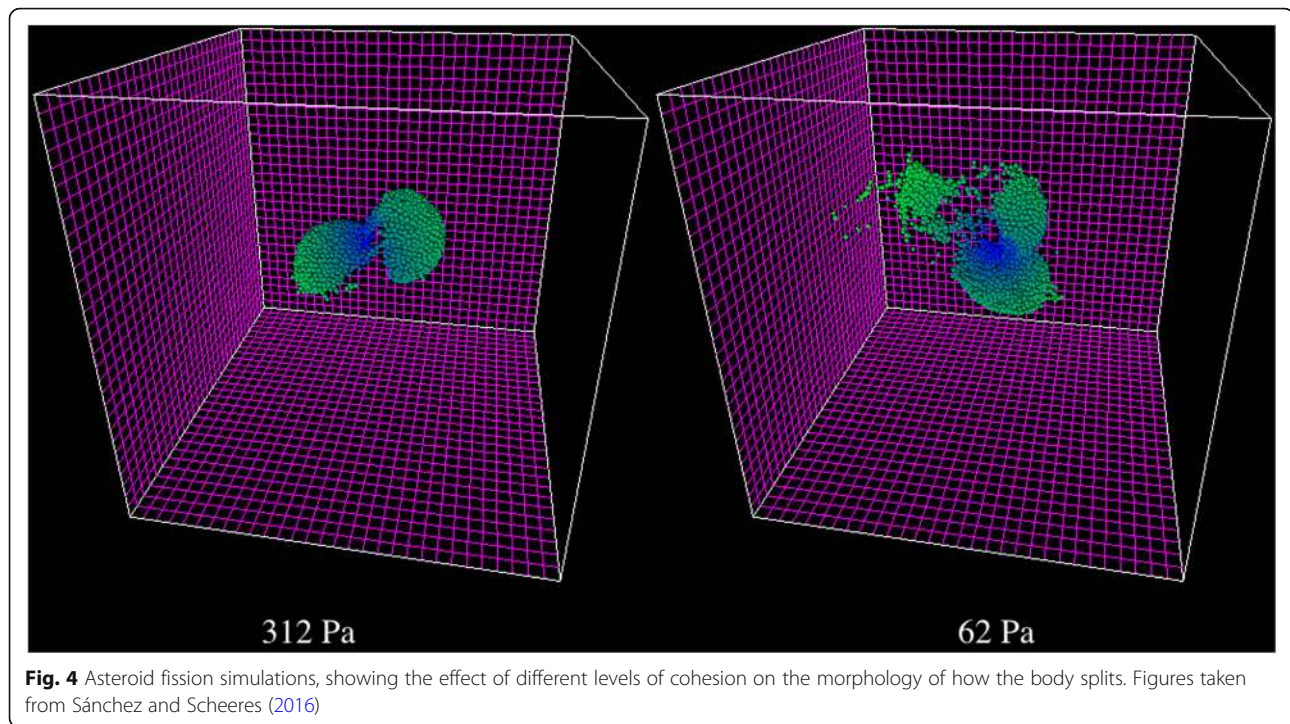 312 Pa
62 Pa
Fig. 4 Asteroid fission simulations, showing the effect of different levels of cohesion on the morphology of how the body splits. Figures taken
from Sánchez and Scheeres (2016)